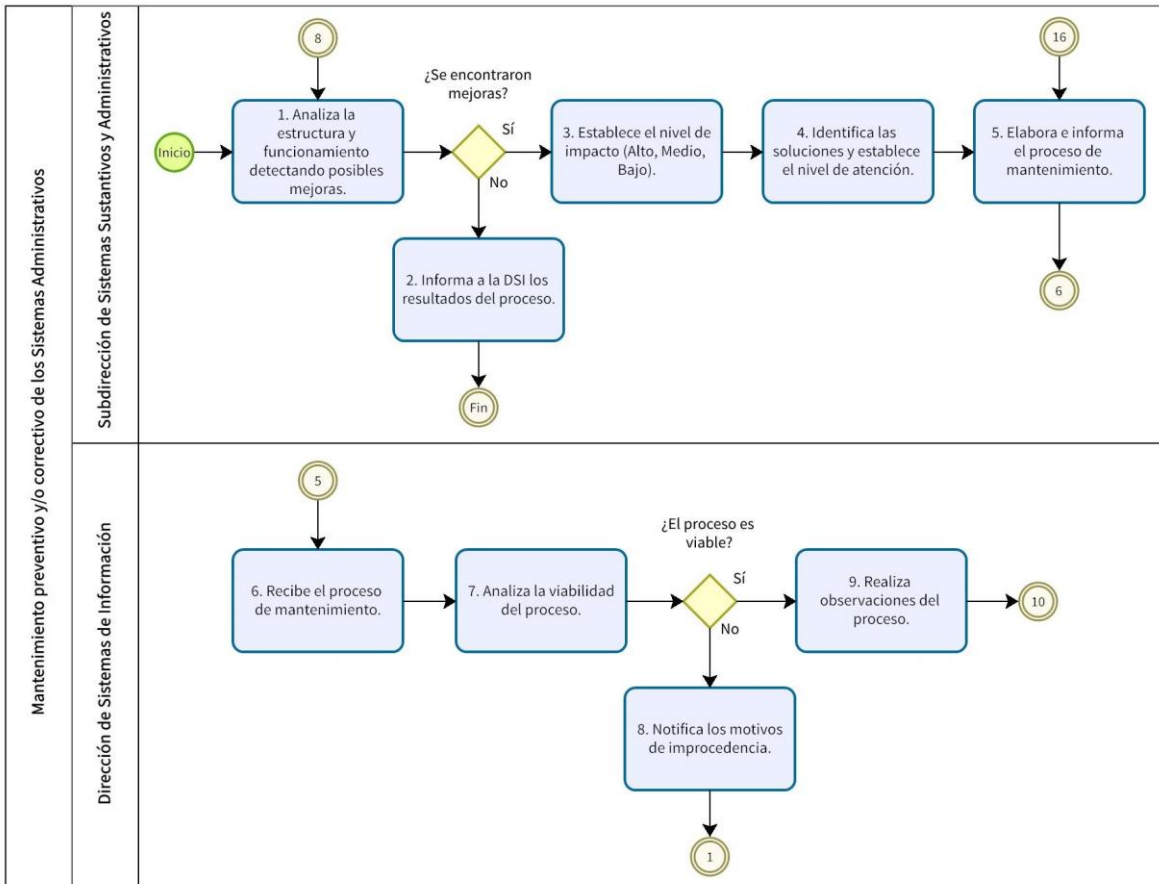 Mantenimiento preventivo y/o correctivo de los Sistemas Administrativos
Subdirección de Sistemas Sustantivos y Administrativos
8
16
¿Se encontraron
mejoras?
Inicio
1. Analiza la
estructura y
funcionamiento
detectando posibles
mejoras.
Sí
No
3. Establece el nivel de
impacto (Alto, Medio,
Bajo).
4. Identifica las
soluciones y establece
el nivel de atención.
5. Elabora e informa
el proceso de
mantenimiento.
2. Informa a la DSI los
resultados del proceso.
6
Fin
Dirección de Sistemas de Información
5
¿El proceso es
viable?
6. Recibe el proceso
de mantenimiento.
7. Analiza la viabilidad
del proceso.
Sí
No
9. Realiza
observaciones del
proceso.
10
8. Notifica los motivos
de improcedencia.
1